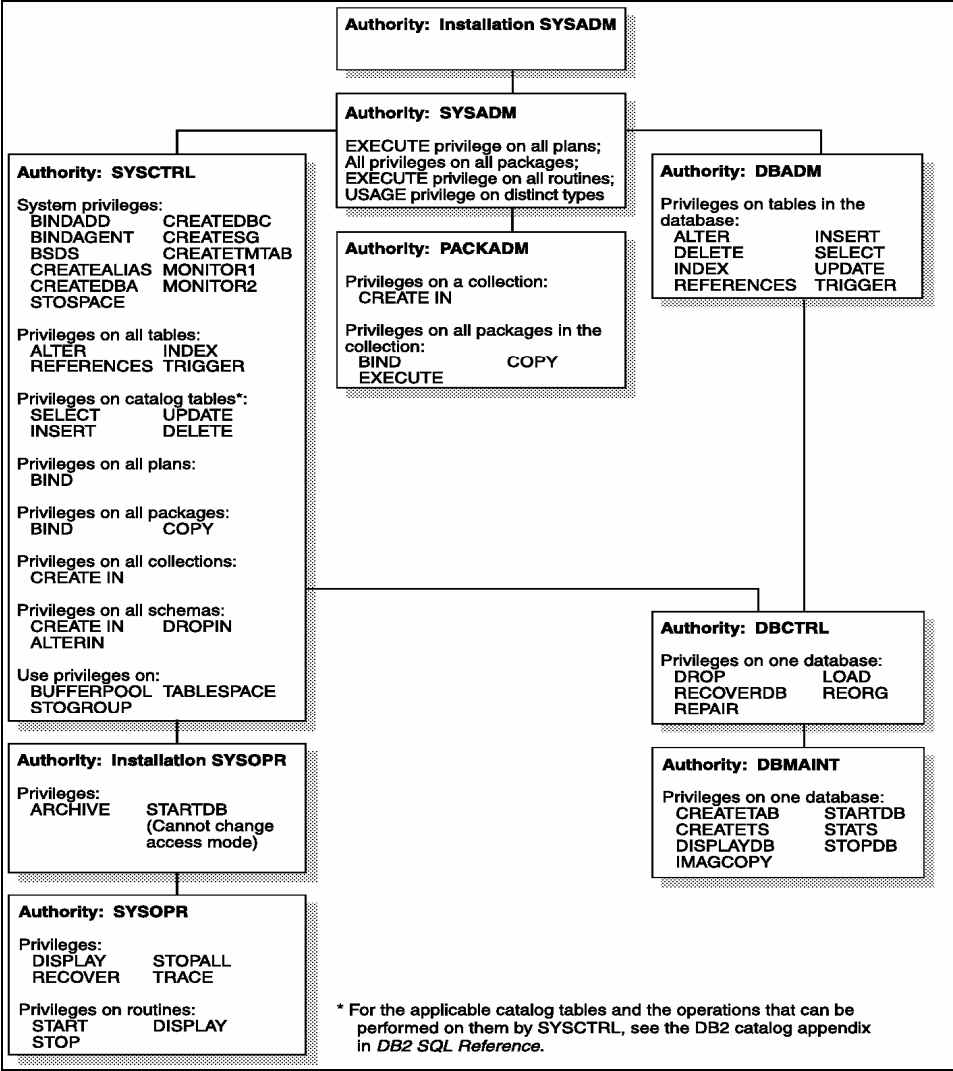 Authority: Installation SYSADM
Authority: SYSADM
EXECUTE privilege on all plans;
All privileges on all packages;
EXECUTE privilege on all routines;
USAGE privilege on distinct types
Authority: SYSCTRL
System privileges:
BINDADD CREATEDBC
BINDAGENT CREATESG
BSDS CREATETMTAB
CREATEALIAS MONITOR1
CREATEDBA MONITOR2
STOSPACE
Privileges on all tables:
ALTER INDEX
REFERENCES TRIGGER
Privileges on catalog tables*:
SELECT UPDATE
INSERT DELETE
Privileges on all plans:
BIND
Privileges on all packages:
BIND COPY
Privileges on all collections:
CREATE IN
Privileges on all schemas:
CREATE IN DROPIN
ALTERIN
Use privileges on:
BUFFERPOOL TABLESPACE
STOGROUP
Authority: PACKADM
Privileges on a collection:
CREATE IN
Privileges on all packages in the
collection:
BIND COPY
EXECUTE
Authority: DBADM
Privileges on tables in the
database:
ALTER INSERT
DELETE SELECT
INDEX UPDATE
REFERENCES TRIGGER
Authority: DBCTRL
Privileges on one database:
DROP LOAD
RECOVERDB REORG
REPAIR
Authority: Installation SYSOPR
Privileges:
ARCHIVE STARTDB
(Cannot change
access mode)
Authority: DBMAINT
Privileges on one database:
CREATETAB STARTDB
CREATETS STATS
DISPLAYDB STOPDB
IMAGCOPY
Authority: SYSOPR
Privileges:
DISPLAY STOPALL
RECOVER TRACE
Privileges on routines:
START DISPLAY
STOP
* For the applicable catalog tables and the operations that can be
performed on them by SYSCTRL, see the DB2 catalog appendix
in DB2 SQL Reference.